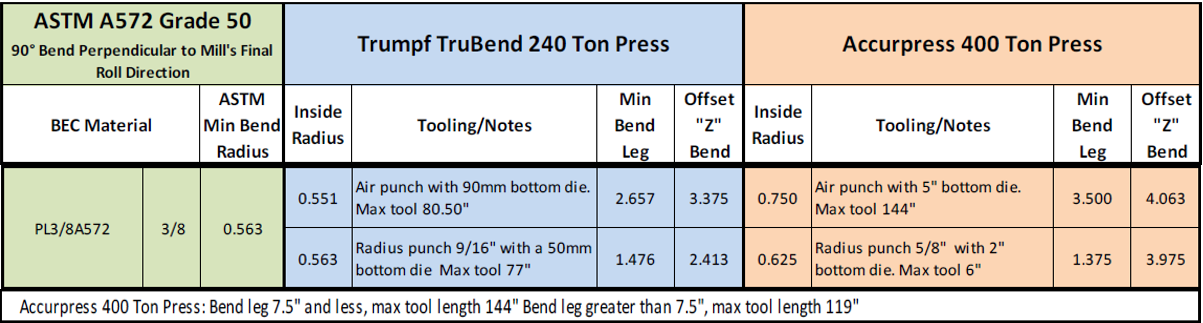 ASTM A572 Grade 50
90° Bend Perpendicular to Mill's Final
Roll Direction
Trumpf TruBend 240 Ton Press
Accurpress 400 Ton Press
BEC Material
ASTM
Min Bend
Radius
Inside
Radius
Tooling/Notes
Min
Bend
Leg
Offset
"Z"
Bend
Inside
Radius
Tooling/Notes
Min
Bend
Leg
Offset
"Z"
Bend
PL3/8A572
3/8
0.563
0.551
Air punch with 90mm bottom die.
Max tool 80.50"
2.657
3.375
0.750
Air punch with 5" bottom die.
Max tool 144"
3.500
4.063
0.563
Radius punch 9/16" with a 50mm
bottom die Max tool 77"
1.476
2.413
0.625
Radius punch 5/8" with 2"
bottom die. Max tool 6"
1.375
3.975
Accurpress 400 Ton Press: Bend leg 7.5" and less, max tool length 144" Bend leg greater than 7.5", max tool length 119"